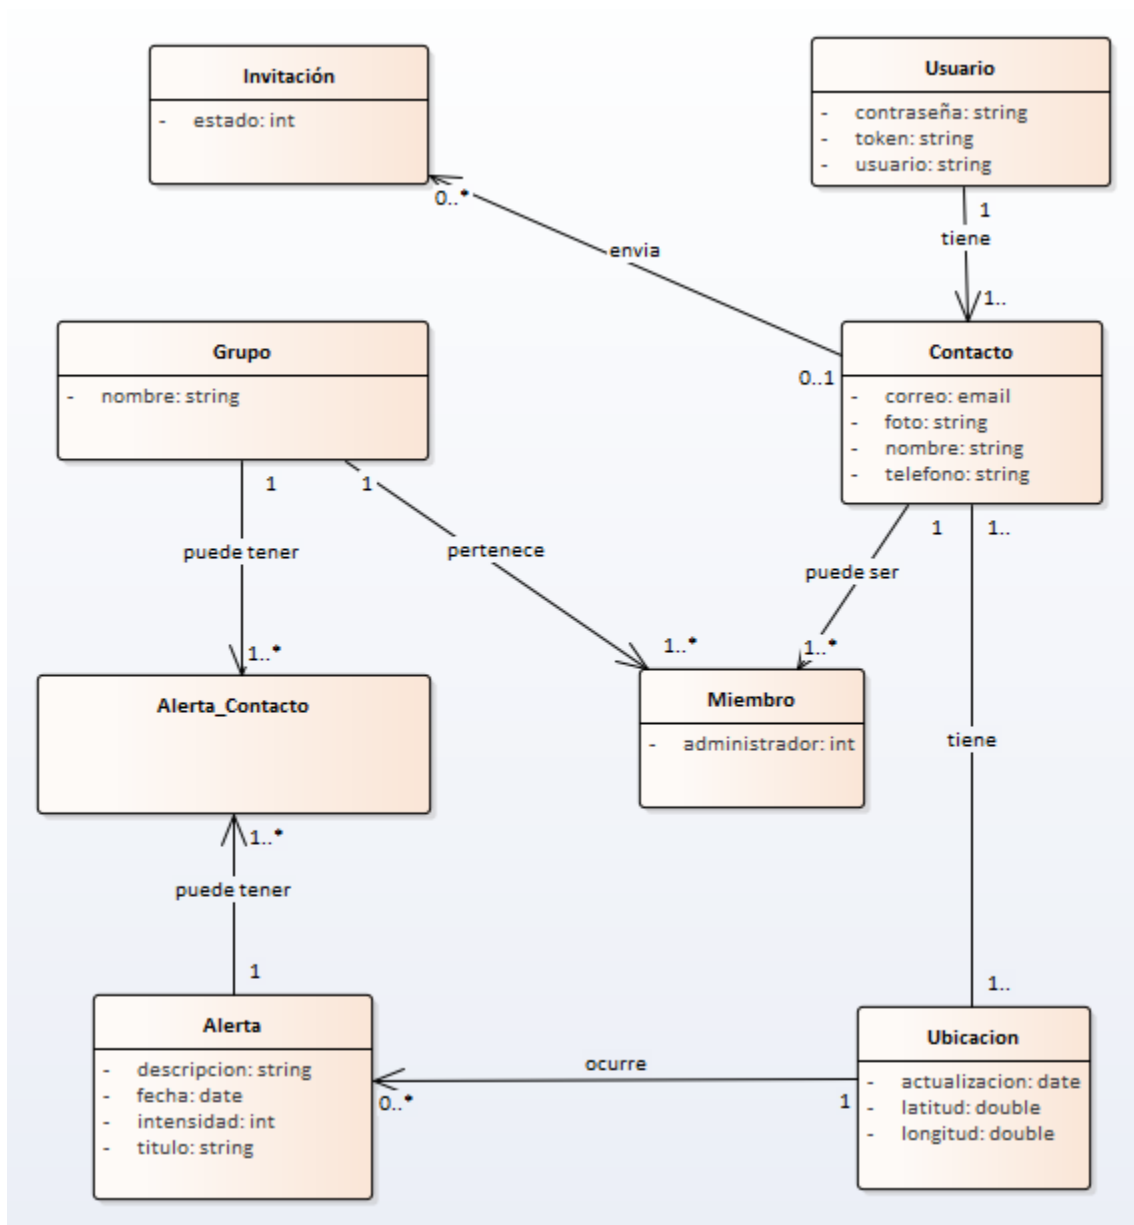 Invitación
- estado: int
Usuario
- contraseña: string
- token: string
- usuario: string
0..*
envia
1
tiene
1..
Grupo
- nombre: string
Contacto
- correo: email
- foto: string
- nombre: string
- telefono: string
0..1
1
puede tener
1..*
1
pertenece
1..*
1
puede ser
1..*
1..
tiene
1..
Alerta_Contacto
Miembro
- administrador: int
1..*
puede tener
1
Alerta
- descripcion: string
- fecha: date
- intensidad: int
- titulo: string
Ubicacion
- actualizacion: date
- latitud: double
- longitud: double
ocurre
0..*
1